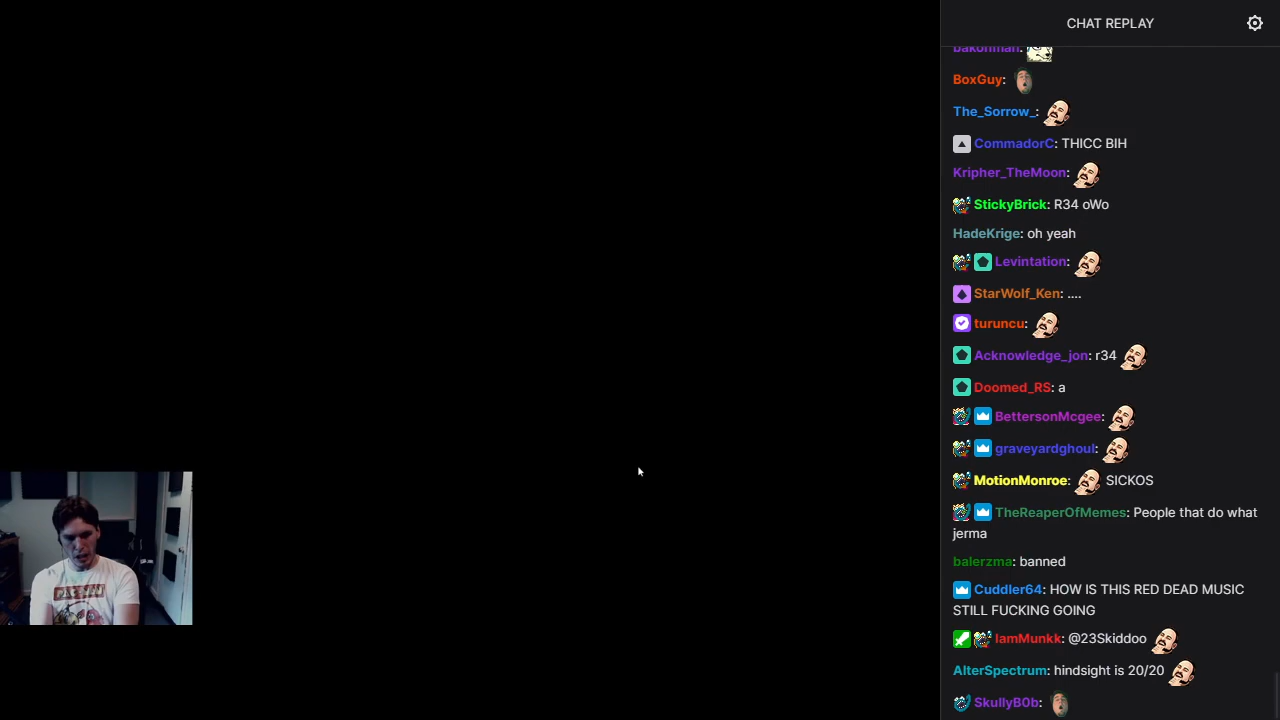 CHAT REPLAY
bakonman:
BoxGuy:
The_Sorrow_:
CommadorC: THICC BIH
Kripher_TheMoon:
StickyBrick: R34 oWo
HadeKrige: oh yeah
Levintation:
StarWolf_Ken: ....
turuncu:
Acknowledge_jon: r34
Doomed_RS: a
BettersonMcgee:
graveyardghoul:
MotionMonroe: SICKOS
TheReaperOfMemes: People that do what
jerma
balerzma: banned
Cuddler64: HOW IS THIS RED DEAD MUSIC
STILL FUCKING GOING
IamMunkk: @23Skiddoo
AlterSpectrum: hindsight is 20/20
SkullyB0b: